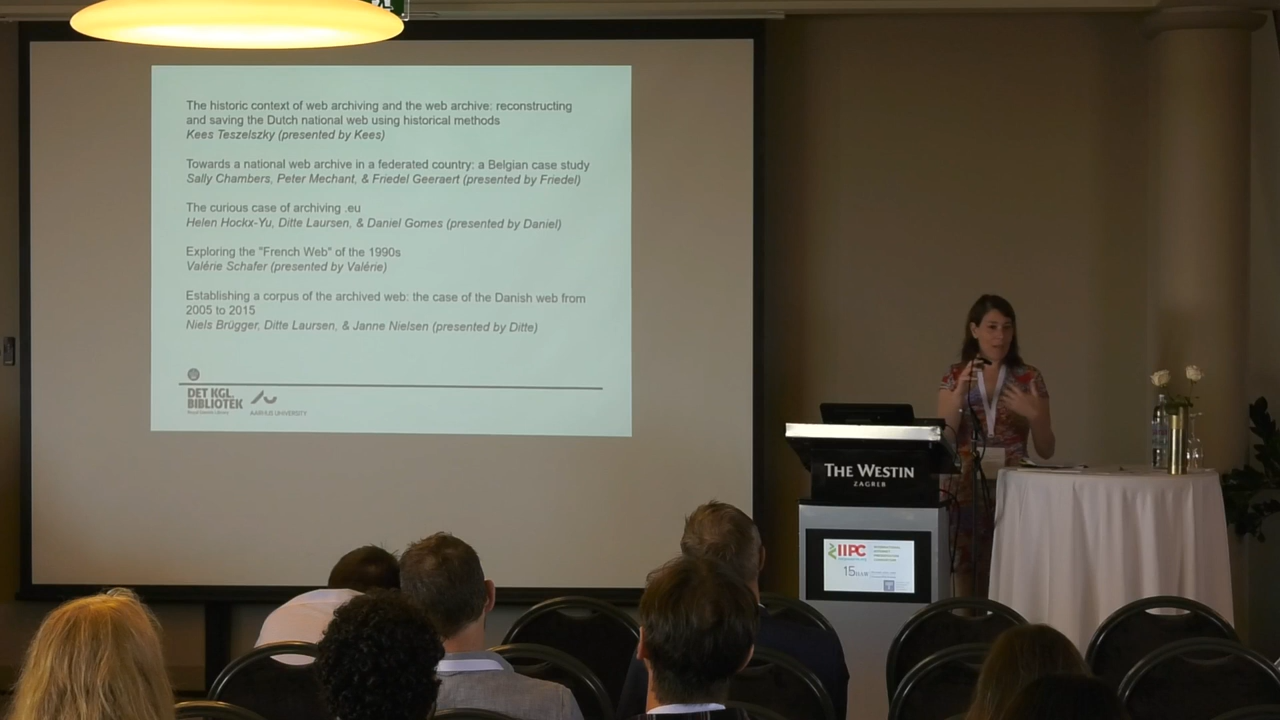 The historic context of web archiving and the web archive: reconstructing
and saving the Dutch national web using historical methods
Kees Teszelszky (presented by Kees)
Towards a national web archive in a federated country: a Belgian case study
Sally Chambers, Peter Mechant, & Friedel Geeraert (presented by Friedel)
The curious case of archiving .eu
Helen Hockx-Yu, Ditte Laursen, & Daniel Gomes (presented by Daniel)
Exploring the "French Web" of the 1990s
Valérie Schafer (presented by Valérie)
Establishing a corpus of the archived web: the case of the Danish web from
2005 to 2015
Niels Brügger, Ditte Laursen, & Janne Nielsen (presented by Ditte)
DET KGL.
BIBLIOTEK
AARHUS UNIVERSITY
THE WESTIN
ZAGREB
IIPC
15